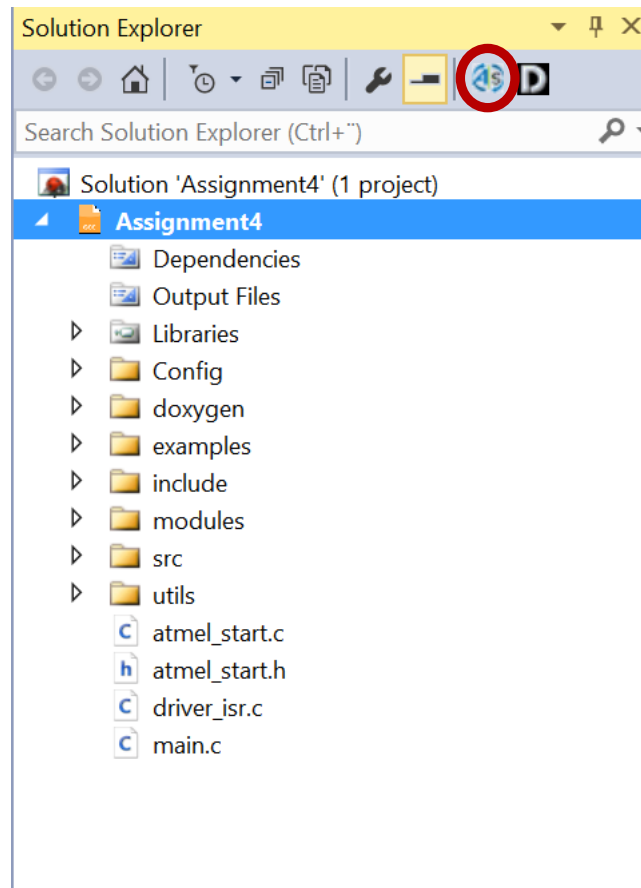 Solution Explorer
Search Solution Explorer (Ctrl+¨)
Solution 'Assignment4' (1 project)
Assignment4
Dependencies
Output Files
Libraries
Config
doxygen
examples
include
modules
src
utils
atmel_start.c
atmel_start.h
driver_isr.c
main.c